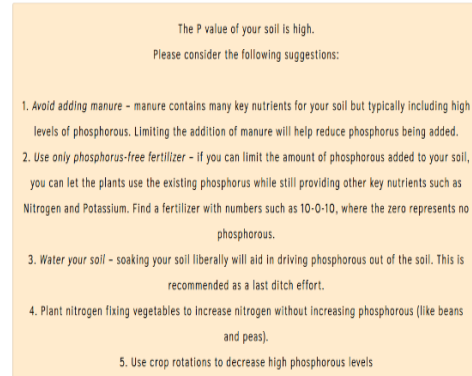 The P value of your soil is high.
Please consider the following suggestions:
1. Avoid adding manure - manure contains many key nutrients for your soil but typically including high
levels of phosphorous. Limiting the addition of manure will help reduce phosphorus being added.
2. Use only phosphorus-free fertilizer - if you can limit the amount of phosphorous added to your soil,
you can let the plants use the existing phosphorus while still providing other key nutrients such as
Nitrogen and Potassium. Find a fertilizer with numbers such as 10-0-10, where the zero represents no
phosphorous.
3. Water your soil - soaking your soil liberally will aid in driving phosphorous out of the soil. This is
recommended as a last ditch effort.
4. Plant nitrogen fixing vegetables to increase nitrogen without increasing phosphorous (like beans
and peas).
5. Use crop rotations to decrease high phosphorous levels